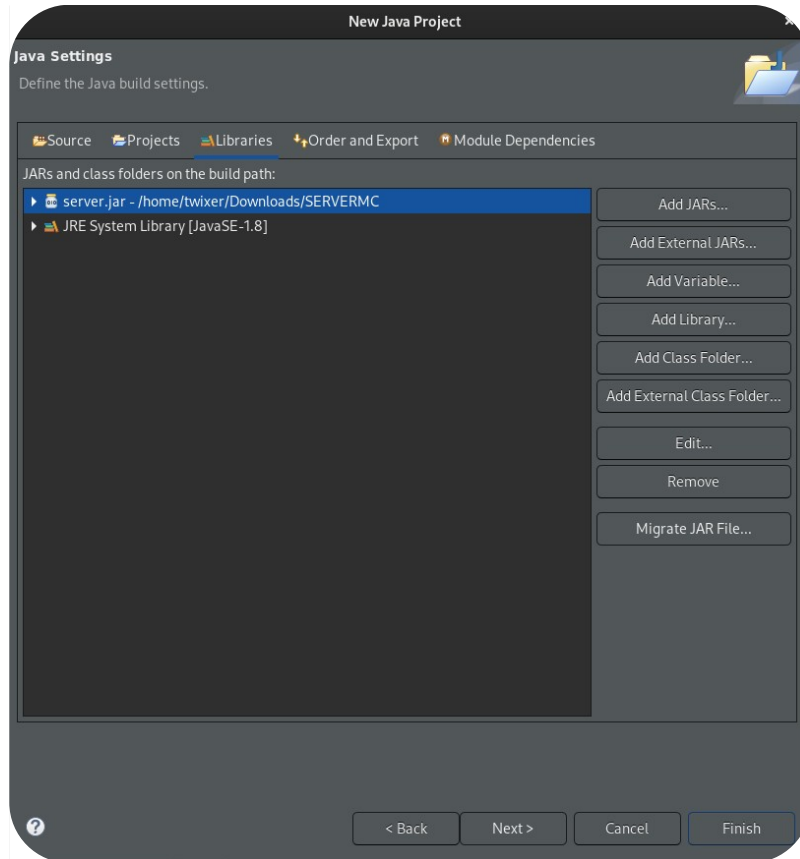 New Java Project
Java Settings
Define the Java build settings.
Source Projects Libraries Order and Export Module Dependencies
JARs and class folders on the build path:
server.jar - /home/twixer/Downloads/SERVERMC
JRE System Library [JavaSE-1.8]
Add JARs...
Add External JARs...
Add Variable...
Add Library...
Add Class Folder...
Add External Class Folder...
Edit...
Remove
Migrate JAR File...
< Back Next > Cancel Finish